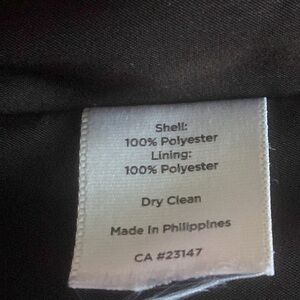 Shell:
100% Polyester
Lining:
100% Polyester
Dry Clean
Made In Philippines
CA #23147